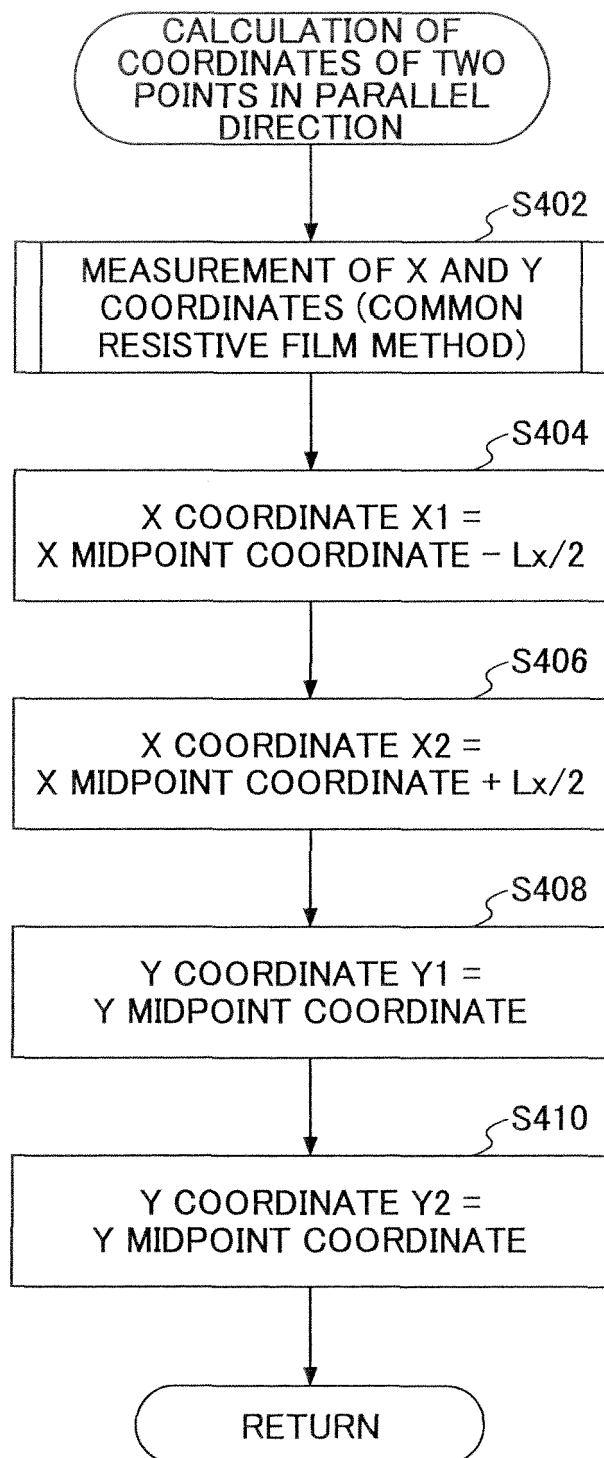 CALCULATION OF
COORDINATES OF TWO
POINTS IN PARALLEL
DIRECTION
S402
MEASUREMENT OF X AND Y
COORDINATES (COMMON
RESISTIVE FILM METHOD)
S404
X COORDINATE X1 =
X MIDPOINT COORDINATE − Lx/2
S406
X COORDINATE X2 =
X MIDPOINT COORDINATE + Lx/2
S408
Y COORDINATE Y1 =
Y MIDPOINT COORDINATE
S410
Y COORDINATE Y2 =
Y MIDPOINT COORDINATE
RETURN